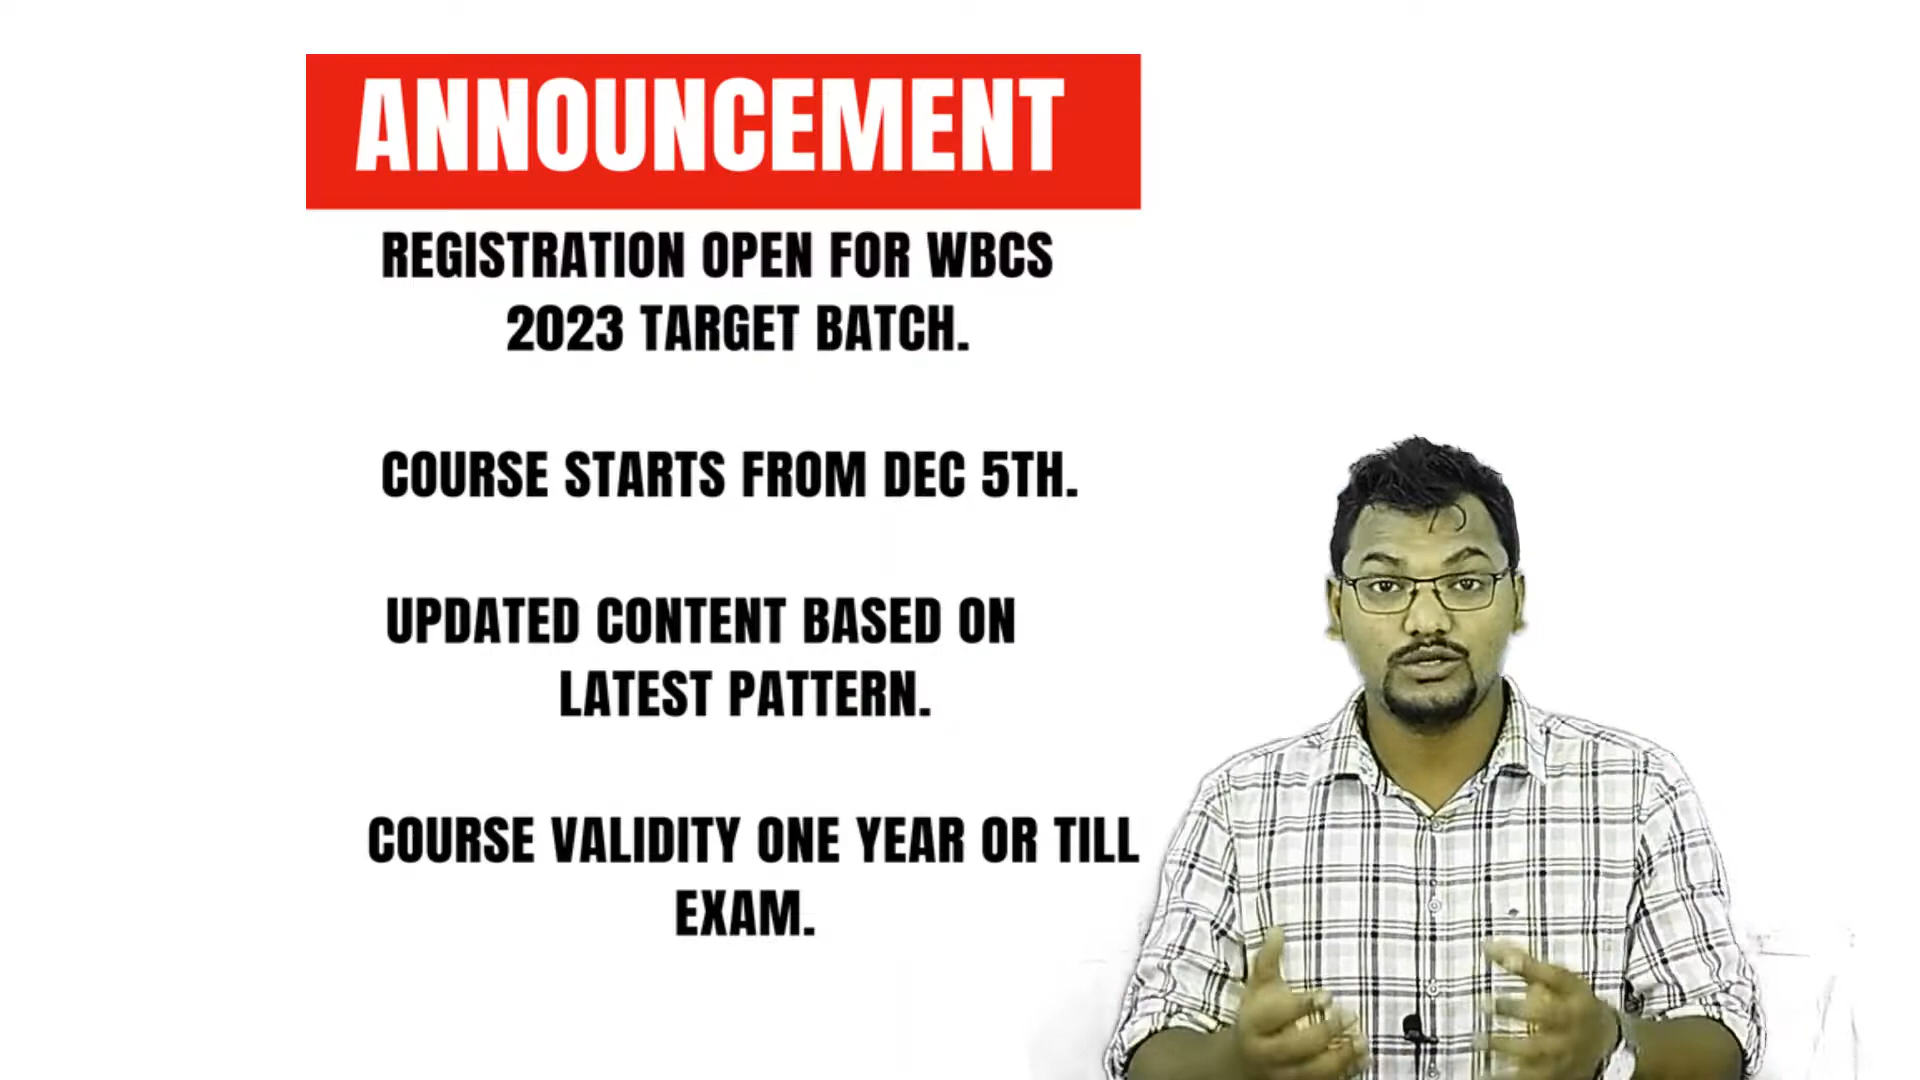 ANNOUNCEMENT
REGISTRATION OPEN FOR WBCS
2023 TARGET BATCH.
COURSE STARTS FROM DEC 5TH.
UPDATED CONTENT BASED ON
LATEST PATTERN.
COURSE VALIDITY ONE YEAR OR TILL
EXAM.